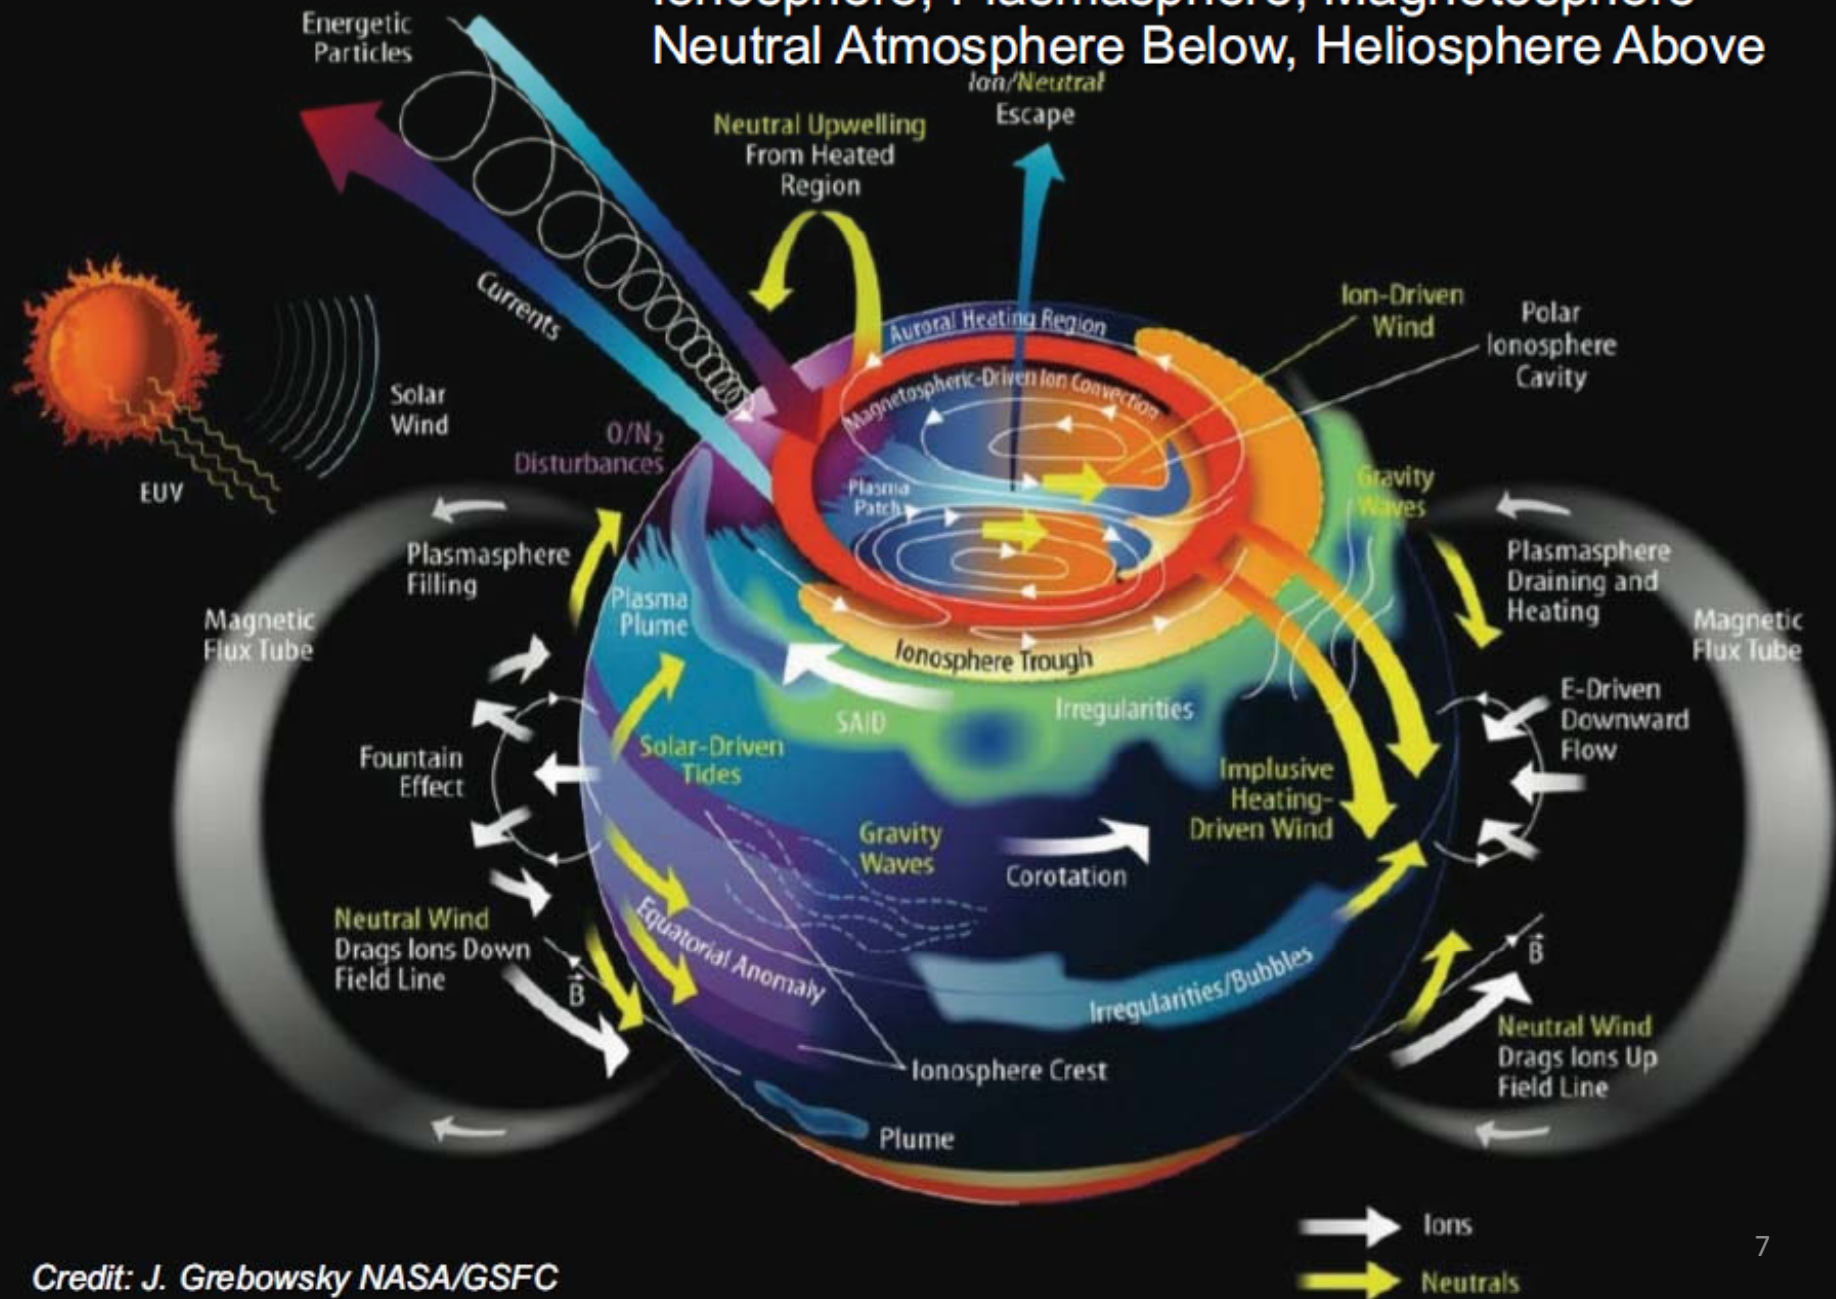 Ionosphere, Plasmasphere, Magnetosphere
Neutral Atmosphere Below, Heliosphere Above
Energetic
Particles
Ion/Neutral
Escape
Neutral Upwelling
From Heated
Region
Currents
Solar
Wind
EUV
O/N2
Disturbances
Auroral Heating Region
Magnetospheric-Driven Ion Convection
Ion-Driven
Wind
Polar
Ionosphere
Cavity
Plasma
Patch
Gravity
Waves
Plasmasphere
Filling
Plasmasphere
Draining and
Heating
Magnetic
Flux Tube
Magnetic
Flux Tube
Plasma
Plume
Ionosphere Trough
SAID
Irregularities
E-Driven
Downward
Flow
Fountain
Effect
Solar-Driven
Tides
Implusive
Heating-
Driven Wind
Gravity
Waves
Corotation
Neutral Wind
Drags Ions Down
Field Line
B⃗
Equatorial Anomaly
Irregularities/Bubbles
B⃗
Neutral Wind
Drags Ions Up
Field Line
Ionosphere Crest
Plume
Ions
Neutrals
7
Credit: J. Grebowsky NASA/GSFC